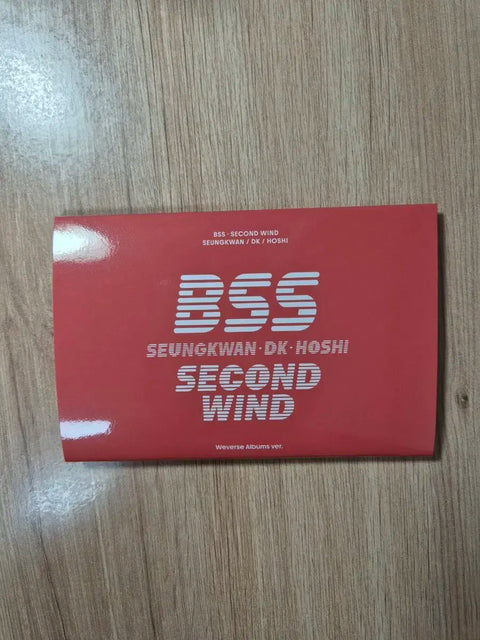 BSS · SECOND WIND
SEUNGKWAN / DK / HOSHI
BSS
SEUNGKWAN · DK · HOSHI
SECOND
WIND
Weverse Albums ver.